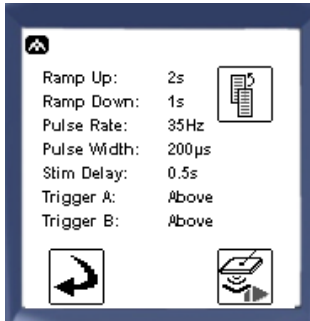 Ramp Up: 2s
Ramp Down: 1s
Pulse Rate: 35Hz
Pulse Width: 200µs
Stim Delay: 0.5s
Trigger A: Above
Trigger B: Above